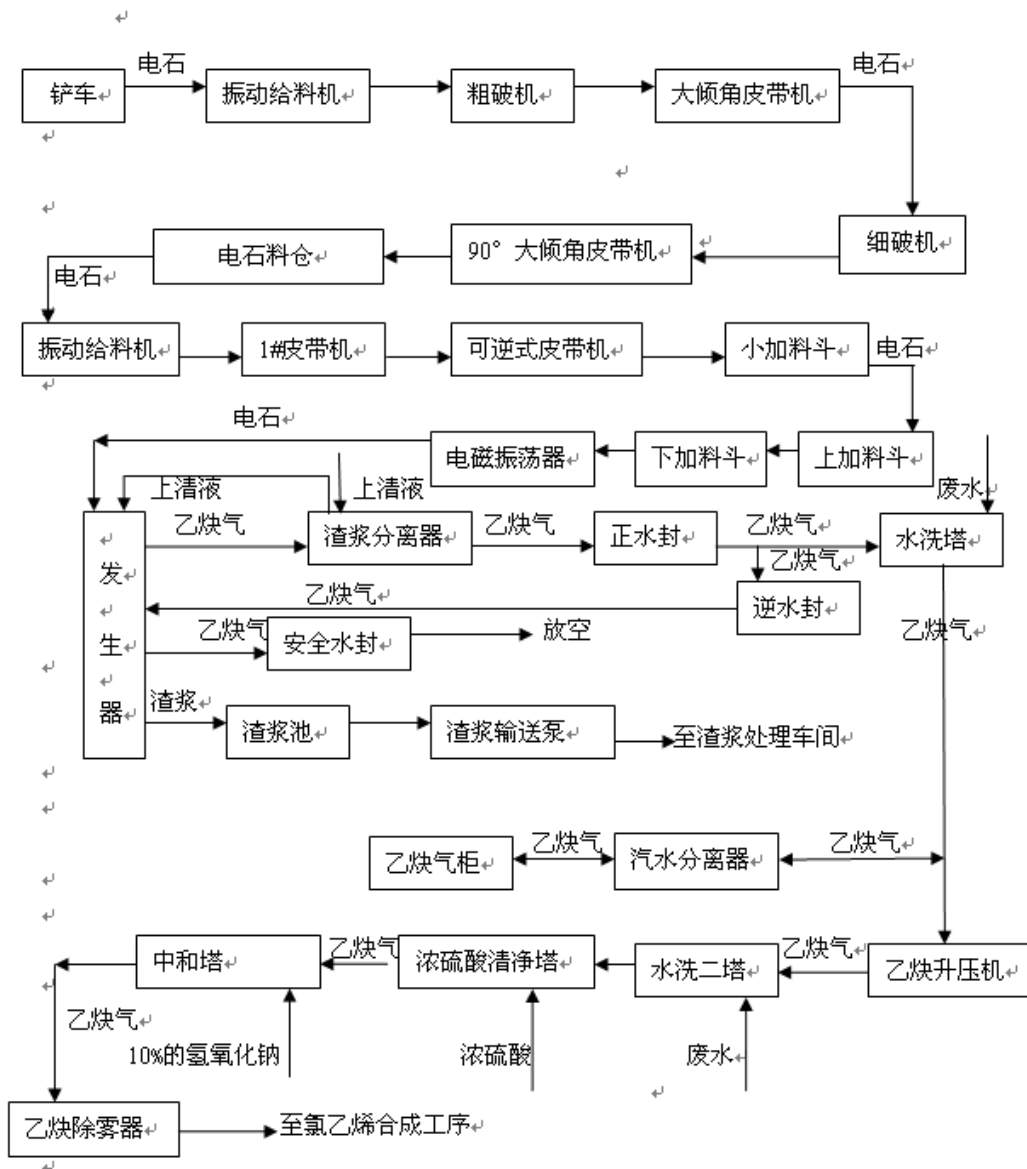 电石
电石
铲车
振动给料机
粗破机
大倾角皮带机
细破机
90°大倾角皮带机
电石料仓
电石
振动给料机
1#皮带机
可逆式皮带机
小加料斗
电石
电石
电磁振荡器
下加料斗
上加料斗
上清液
上清液
废水
乙炔气
渣浆分离器
乙炔气
正水封
乙炔气
水洗塔
乙炔气
发
生
器
乙炔气
逆水封
乙炔气
乙炔气
安全水封
放空
渣浆
渣浆池
渣浆输送泵
至渣浆处理车间
乙炔气柜
乙炔气
汽水分离器
乙炔气
中和塔
乙炔气
浓硫酸清净塔
水洗二塔
乙炔气
乙炔升压机
乙炔气
10%的氢氧化钠
浓硫酸
废水
乙炔除雾器
至氯乙烯合成工序